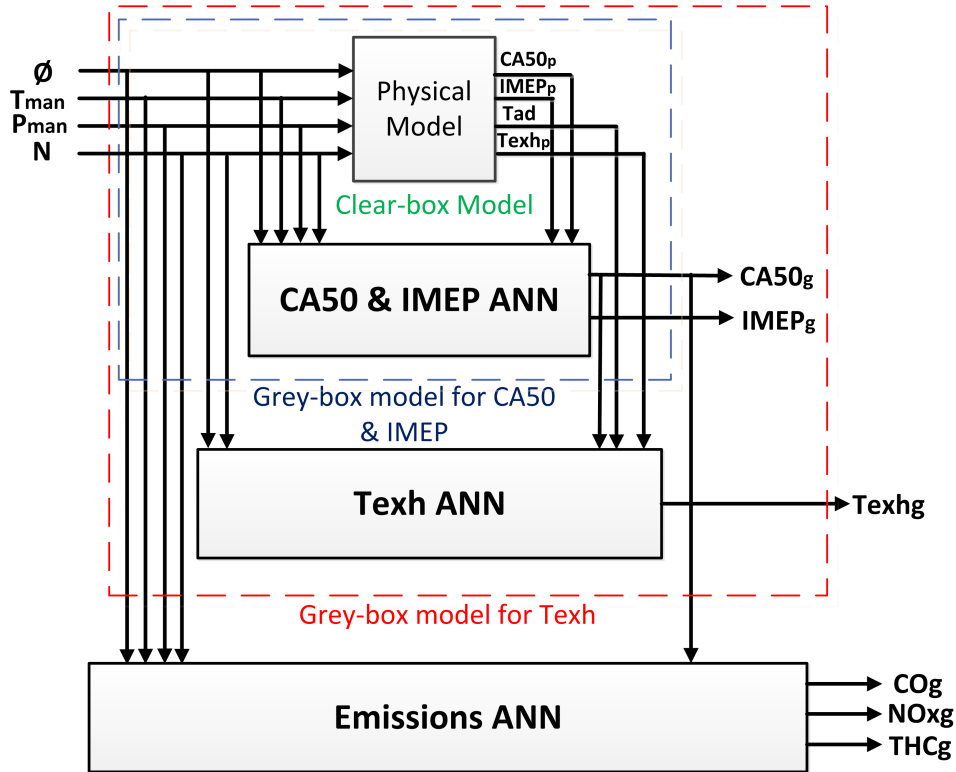 Ø
Tman
Pman
N
Physical
Model
CA50p
IMEPp
Tad
Texhp
Clear-box Model
CA50 & IMEP ANN
CA50g
IMEPg
Grey-box model for CA50
& IMEP
Texh ANN
Texhg
Grey-box model for Texh
Emissions ANN
COg
NOxg
THCg